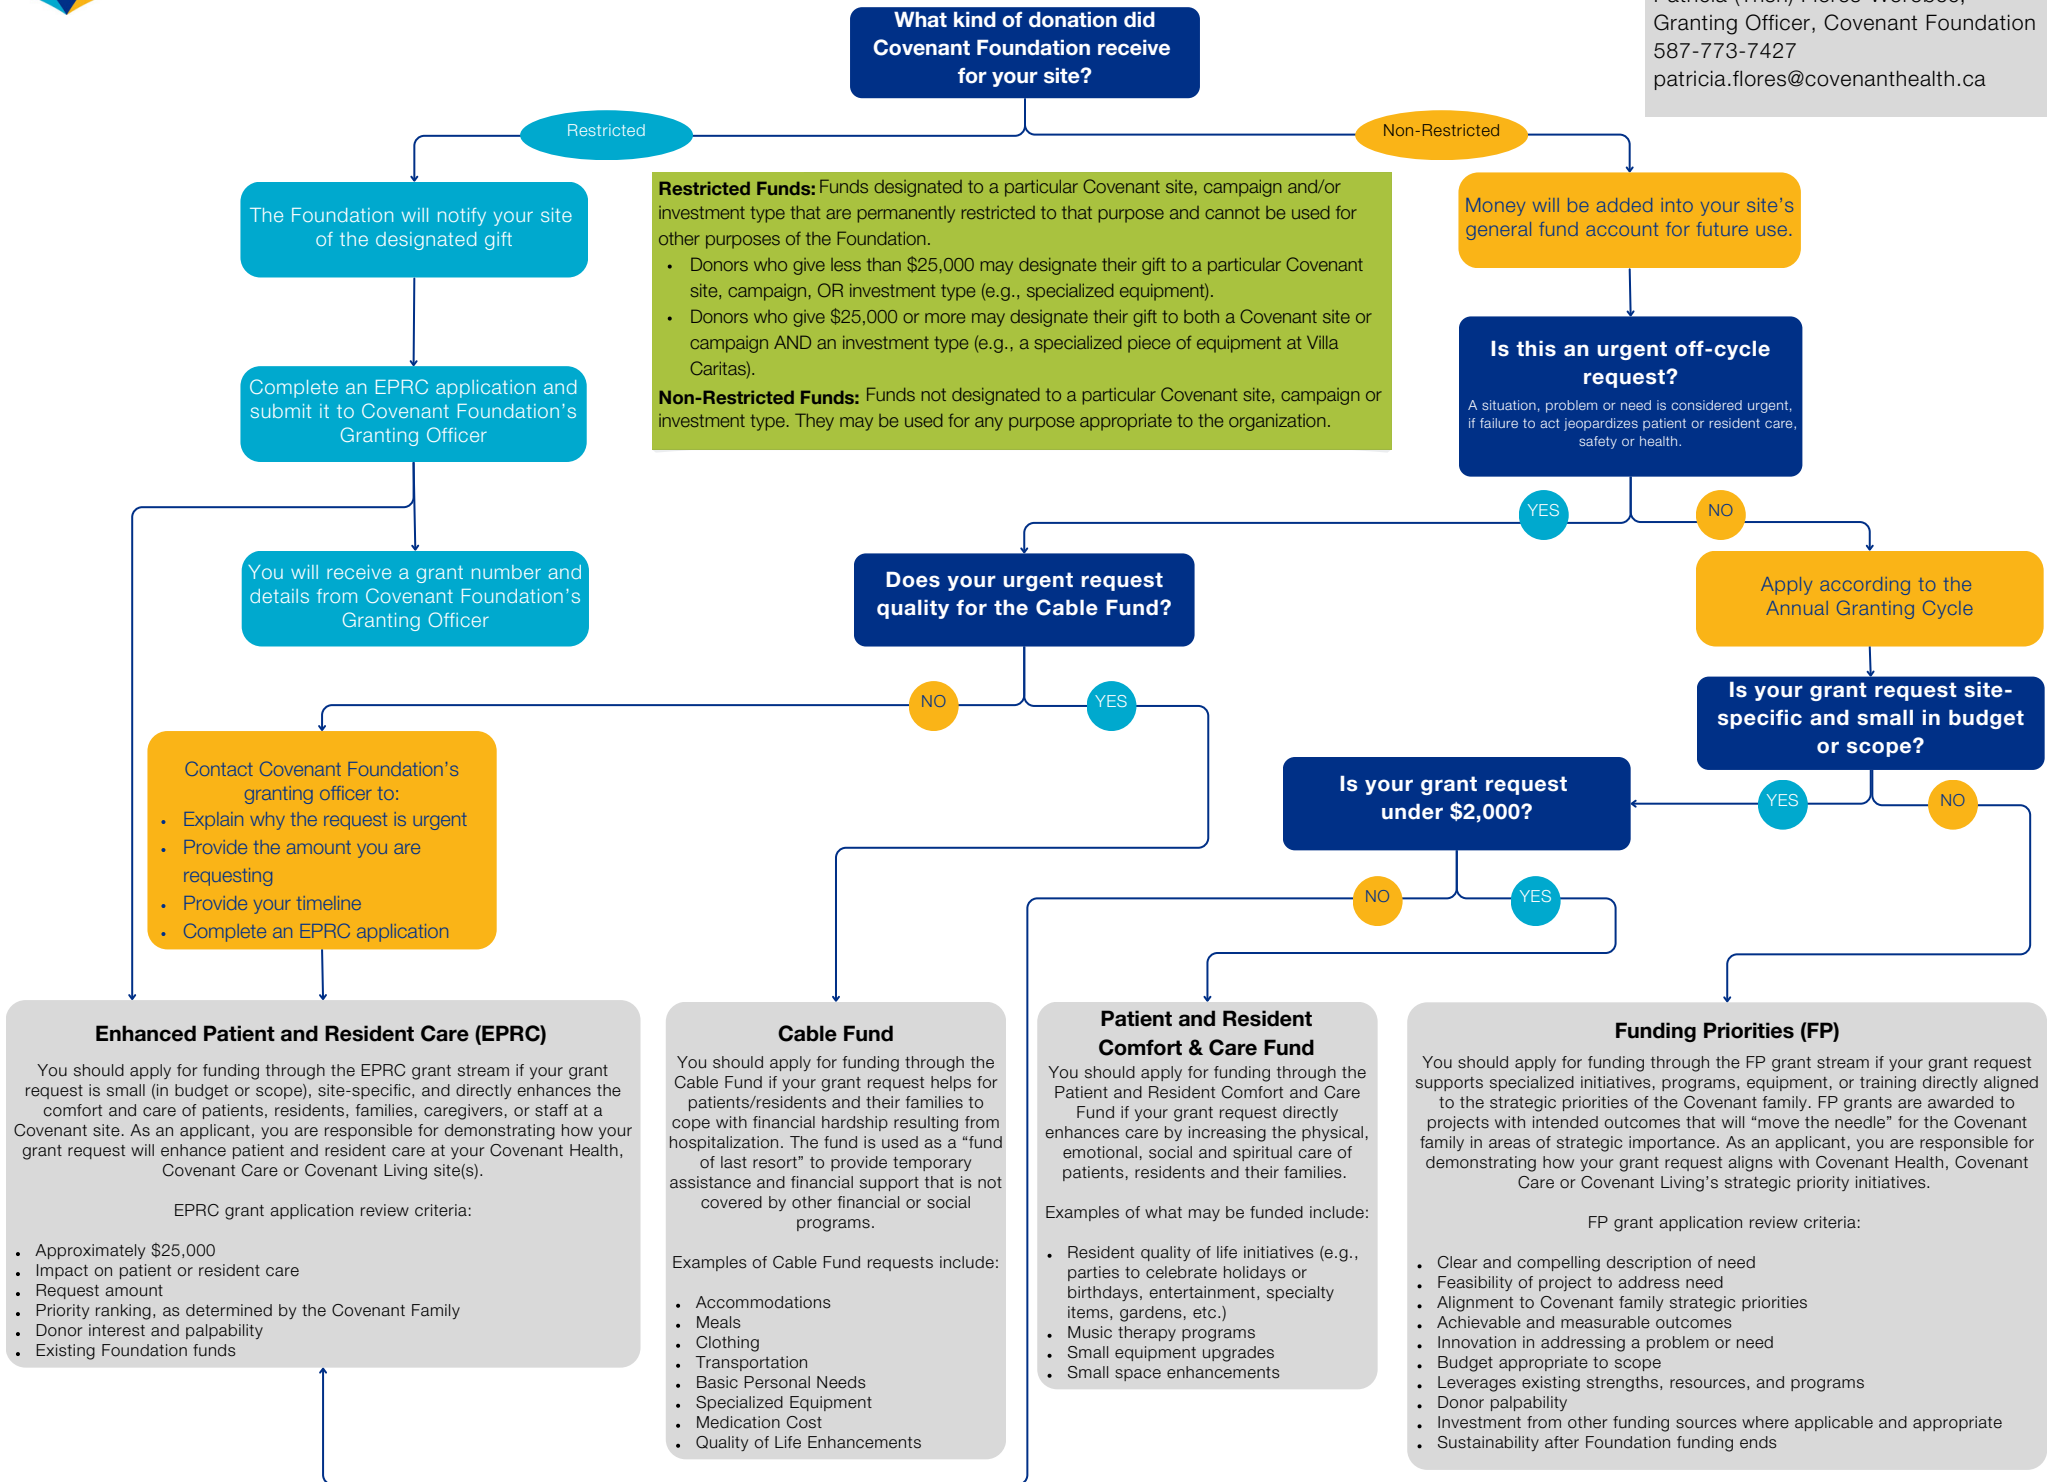 What kind of donation did
Covenant Foundation receive
for your site?
Granting Officer, Covenant Foundation
587-773-7427
patricia.flores@covenanthealth.ca
Restricted
Non-Restricted
The Foundation will notify your site
of the designated gift
Restricted Funds: Funds designated to a particular Covenant site, campaign and/or
investment type that are permanently restricted to that purpose and cannot be used for
other purposes of the Foundation.
• Donors who give less than $25,000 may designate their gift to a particular Covenant
site, campaign, OR investment type (e.g., specialized equipment).
• Donors who give $25,000 or more may designate their gift to both a Covenant site or
campaign AND an investment type (e.g., a specialized piece of equipment at Villa
Caritas).
Non-Restricted Funds: Funds not designated to a particular Covenant site, campaign or
investment type. They may be used for any purpose appropriate to the organization.
Money will be added into your site's
general fund account for future use.
Complete an EPRC application and
submit it to Covenant Foundation's
Granting Officer
Is this an urgent off-cycle
request?
A situation, problem or need is considered urgent,
if failure to act jeopardizes patient or resident care,
safety or health.
YES
NO
You will receive a grant number and
details from Covenant Foundation's
Granting Officer
Does your urgent request
quality for the Cable Fund?
Apply according to the
Annual Granting Cycle
NO
YES
Is your grant request site-
specific and small in budget
or scope?
Contact Covenant Foundation's
granting officer to:
• Explain why the request is urgent
• Provide the amount you are
requesting
• Provide your timeline
• Complete an EPRC application
Is your grant request
under $2,000?
YES
NO
NO
YES
Enhanced Patient and Resident Care (EPRC)
You should apply for funding through the EPRC grant stream if your grant
request is small (in budget or scope), site-specific, and directly enhances the
comfort and care of patients, residents, families, caregivers, or staff at a
Covenant site. As an applicant, you are responsible for demonstrating how your
grant request will enhance patient and resident care at your Covenant Health,
Covenant Care or Covenant Living site(s).
EPRC grant application review criteria:
• Approximately $25,000
• Impact on patient or resident care
• Request amount
• Priority ranking, as determined by the Covenant Family
• Donor interest and palpability
• Existing Foundation funds
Cable Fund
You should apply for funding through the
Cable Fund if your grant request helps for
patients/residents and their families to
cope with financial hardship resulting from
hospitalization. The fund is used as a “fund
of last resort” to provide temporary
assistance and financial support that is not
covered by other financial or social
programs.
Examples of Cable Fund requests include:
• Accommodations
• Meals
• Clothing
• Transportation
• Basic Personal Needs
• Specialized Equipment
• Medication Cost
• Quality of Life Enhancements
Patient and Resident
Comfort & Care Fund
You should apply for funding through the
Patient and Resident Comfort and Care
Fund if your grant request directly
enhances care by increasing the physical,
emotional, social and spiritual care of
patients, residents and their families.
Examples of what may be funded include:
• Resident quality of life initiatives (e.g.,
parties to celebrate holidays or
birthdays, entertainment, specialty
items, gardens, etc.)
• Music therapy programs
• Small equipment upgrades
• Small space enhancements
Funding Priorities (FP)
You should apply for funding through the FP grant stream if your grant request
supports specialized initiatives, programs, equipment, or training directly aligned
to the strategic priorities of the Covenant family. FP grants are awarded to
projects with intended outcomes that will “move the needle” for the Covenant
family in areas of strategic importance. As an applicant, you are responsible for
demonstrating how your grant request aligns with Covenant Health, Covenant
Care or Covenant Living's strategic priority initiatives.
FP grant application review criteria:
• Clear and compelling description of need
• Feasibility of project to address need
• Alignment to Covenant family strategic priorities
• Achievable and measurable outcomes
• Innovation in addressing a problem or need
• Budget appropriate to scope
• Leverages existing strengths, resources, and programs
• Donor palpability
• Investment from other funding sources where applicable and appropriate
• Sustainability after Foundation funding ends